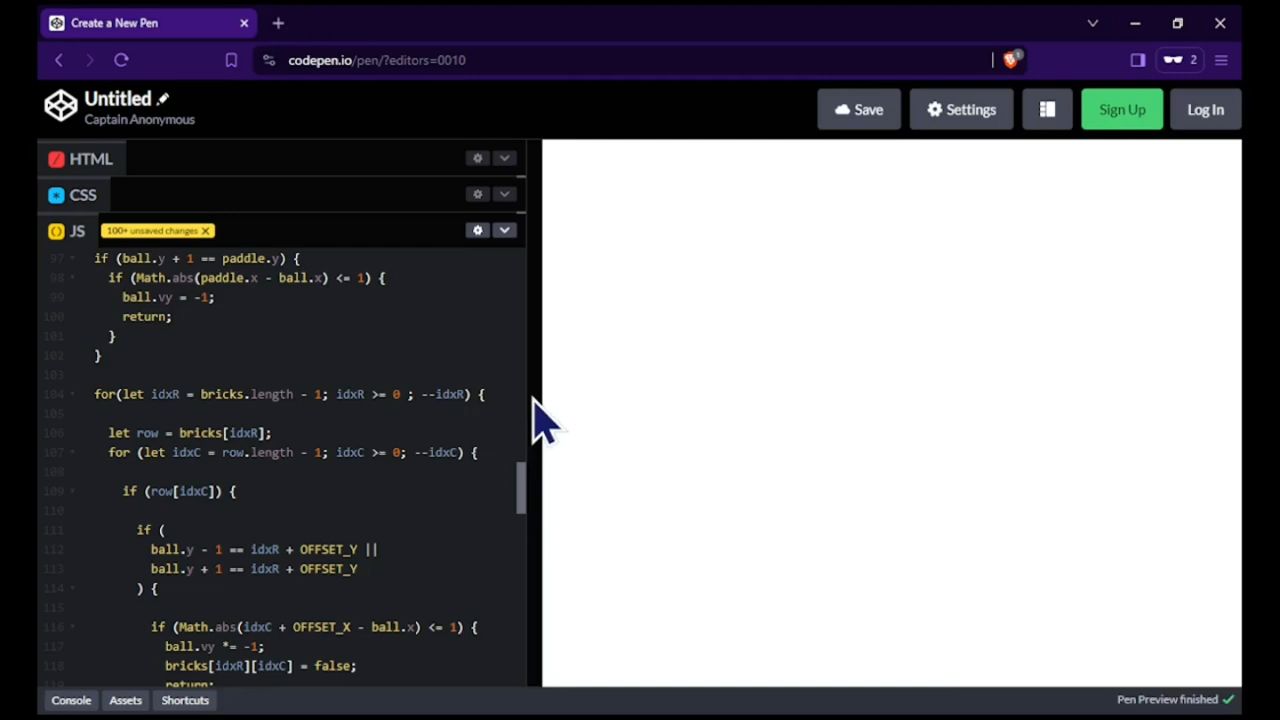 Create a New Pen
codepen.io/pen/?editors=0010
1
2
Untitled
Captain Anonymous
Save
Settings
Sign Up
Log In
HTML
CSS
JS
100+ unsaved changes X
97 if (ball.y + 1 == paddle.y) {
98 if (Math.abs(paddle.x - ball.x) <= 1) {
99 ball.vy = -1;
100 return;
101 }
102 }
103
104 for(let idxR = bricks.length - 1; idxR >= 0 ; --idxR) {
105
106 let row = bricks[idxR];
107 for (let idxC = row.length - 1; idxC >= 0; --idxC) {
108
109 if (row[idxC]) {
110
111 if (
112 ball.y - 1 == idxR + OFFSET_Y ||
113 ball.y + 1 == idxR + OFFSET_Y
114 ) {
115
116 if (Math.abs(idxC + OFFSET_X - ball.x) <= 1) {
117 ball.vy *= -1;
118 bricks[idxR][idxC] = false;
119 return;
Console
Assets
Shortcuts
Pen Preview finished